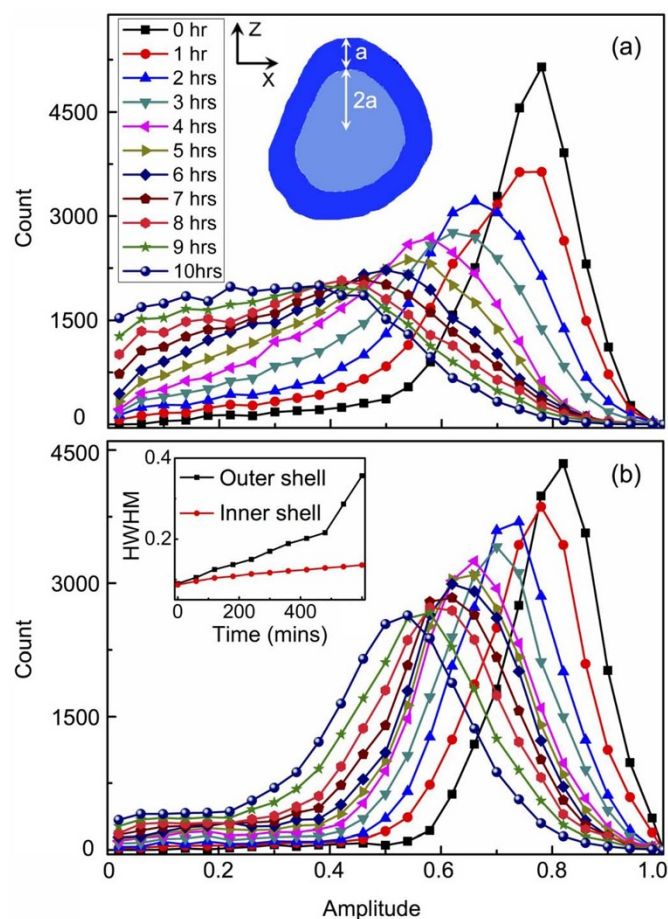 0 hr
1 hr
2 hrs
3 hrs
4 hrs
5 hrs
6 hrs
7 hrs
8 hrs
9 hrs
10hrs
Z
X
a
2a
(a)
4500
3000
1500
0
Count
(b)
4500
3000
1500
0
Count
0.4
0.2
HWHM
Outer shell
Inner shell
0 200 400
Time (mins)
0 0.2 0.4 0.6 0.8 1.0
Amplitude